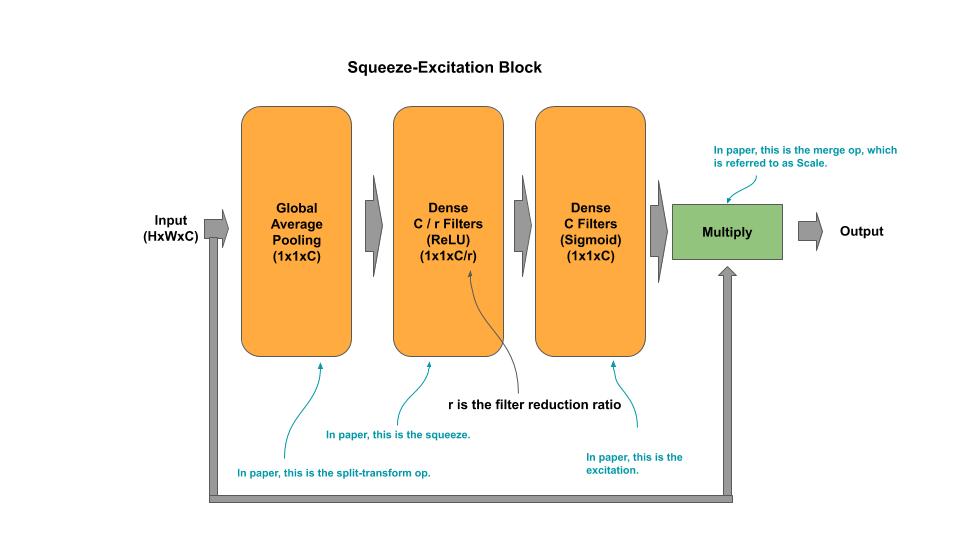 Squeeze-Excitation Block
In paper, this is the merge op, which
is referred to as Scale.
Input
(HxWxC)
Global
Average
Pooling
(1x1xC)
Dense
C / r Filters
(ReLU)
(1x1xC/r)
Dense
C Filters
(Sigmoid)
(1x1xC)
Multiply
Output
r is the filter reduction ratio
In paper, this is the squeeze.
In paper, this is the split-transform op.
In paper, this is the
excitation.